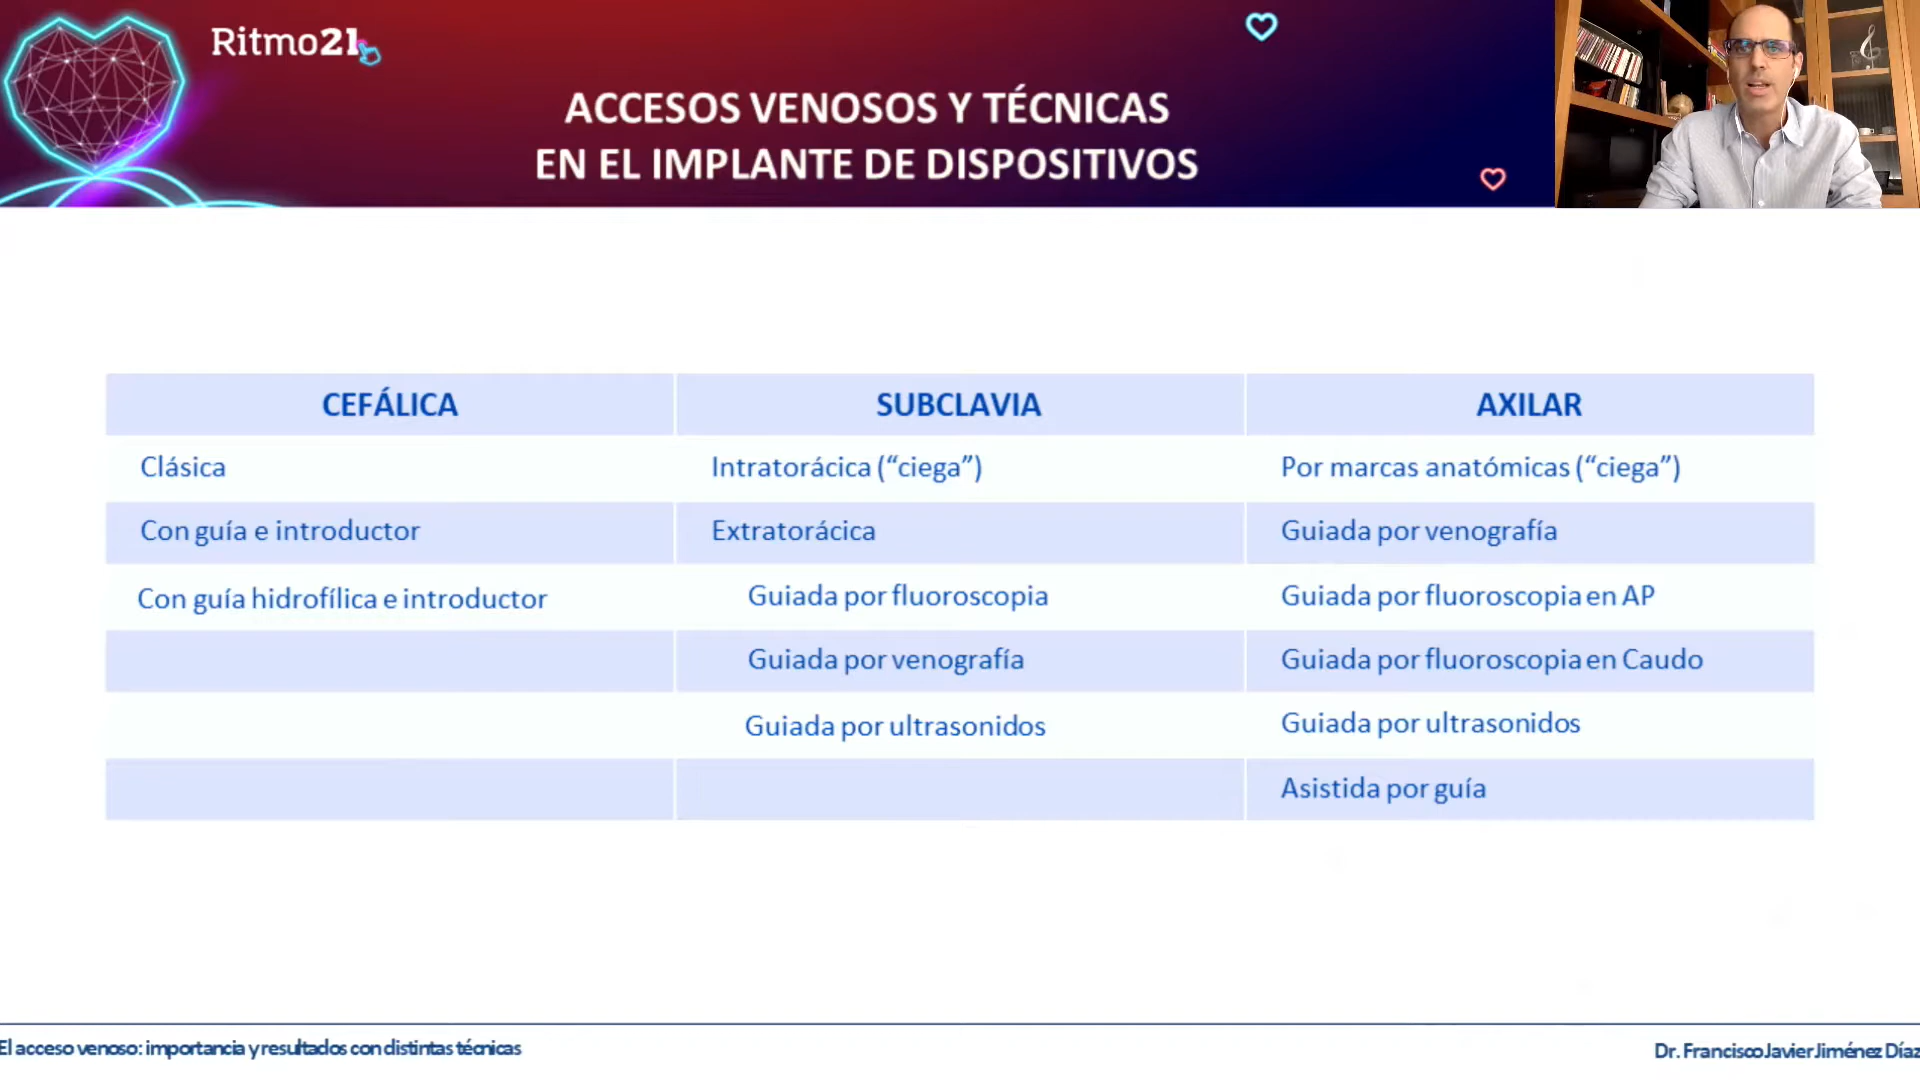 Ritmo21
ACCESOS VENOSOS Y TÉCNICAS
EN EL IMPLANTE DE DISPOSITIVOS
CEFÁLICA SUBCLAVIA AXILAR
Clásica Intratorácica (“ciega”) Por marcas anatómicas (“ciega”)
Con guía e introductor Extratorácica Guiada por venografía
Con guía hidrofílica e introductor Guiada por fluoroscopia Guiada por fluoroscopia en AP
Guiada por venografía Guiada por fluoroscopia en Caudo
Guiada por ultrasonidos Guiada por ultrasonidos
Asistida por guía
El acceso venoso: importancia y resultados con distintas técnicas
Dr. Francisco Javier Jiménez Díaz